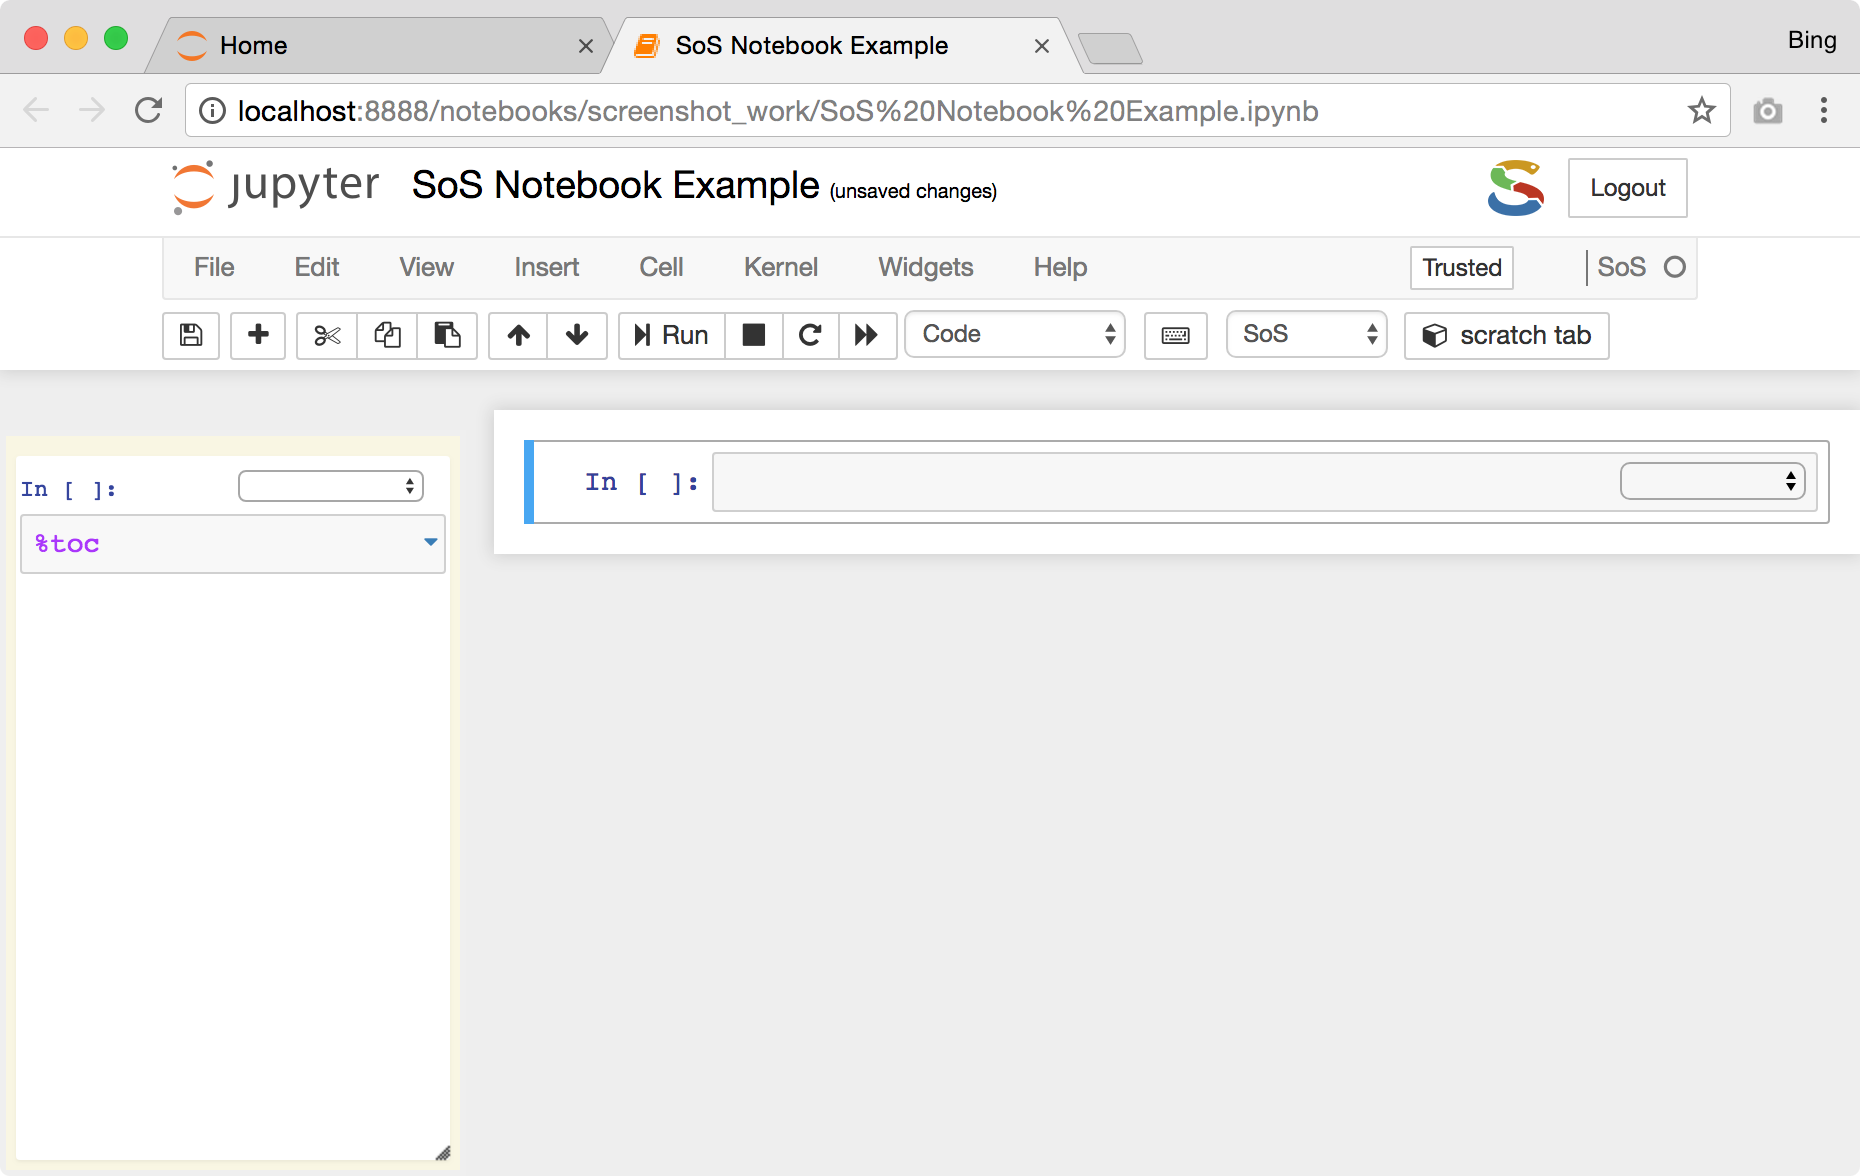 Home
SoS Notebook Example
Bing
localhost:8888/notebooks/screenshot_work/SoS%20Notebook%20Example.ipynb
jupyter SoS Notebook Example (unsaved changes)
Logout
File Edit View Insert Cell Kernel Widgets Help Trusted SoS
Run Code SoS scratch tab
In [ ]:
%toc
In [ ]: